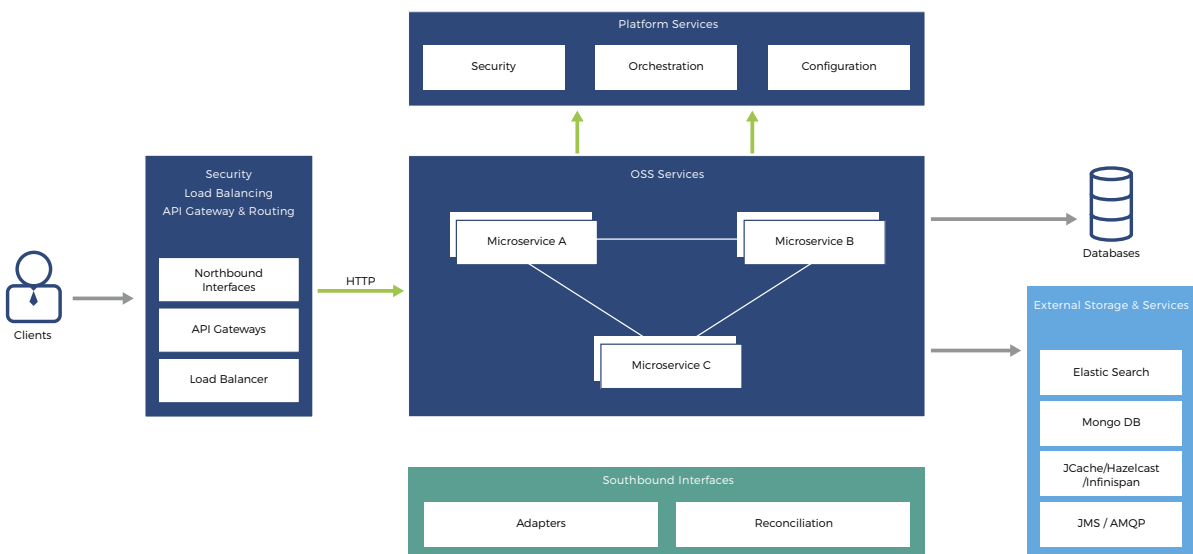 Platform Services
Security
Orchestration
Configuration
Security
Load Balancing
API Gateway & Routing
Northbound
Interfaces
API Gateways
Load Balancer
Clients
HTTP
OSS Services
Microservice A
Microservice B
Microservice C
Databases
External Storage & Services
Elastic Search
Mongo DB
JCache/Hazelcast
/Infinispan
JMS / AMQP
Southbound Interfaces
Adapters
Reconciliation